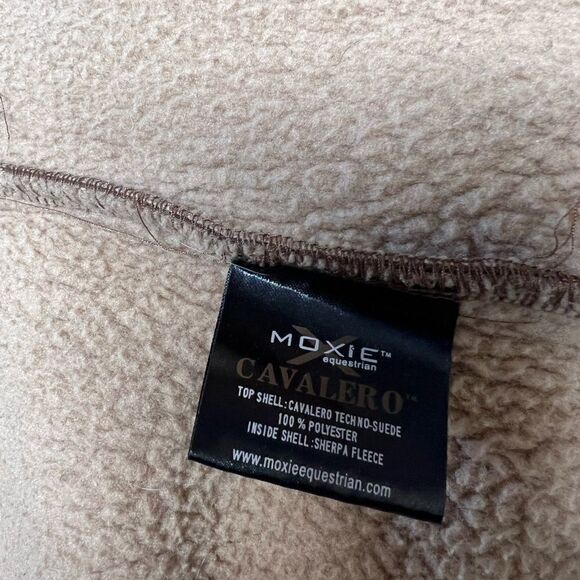 MOXiE™
equestrian
CAVALERO™
TOP SHELL:CAVALERO TECHNO-SUEDE
100 % POLYESTER
INSIDE SHELL:SHERPA FLEECE
www.moxieequestrian.com